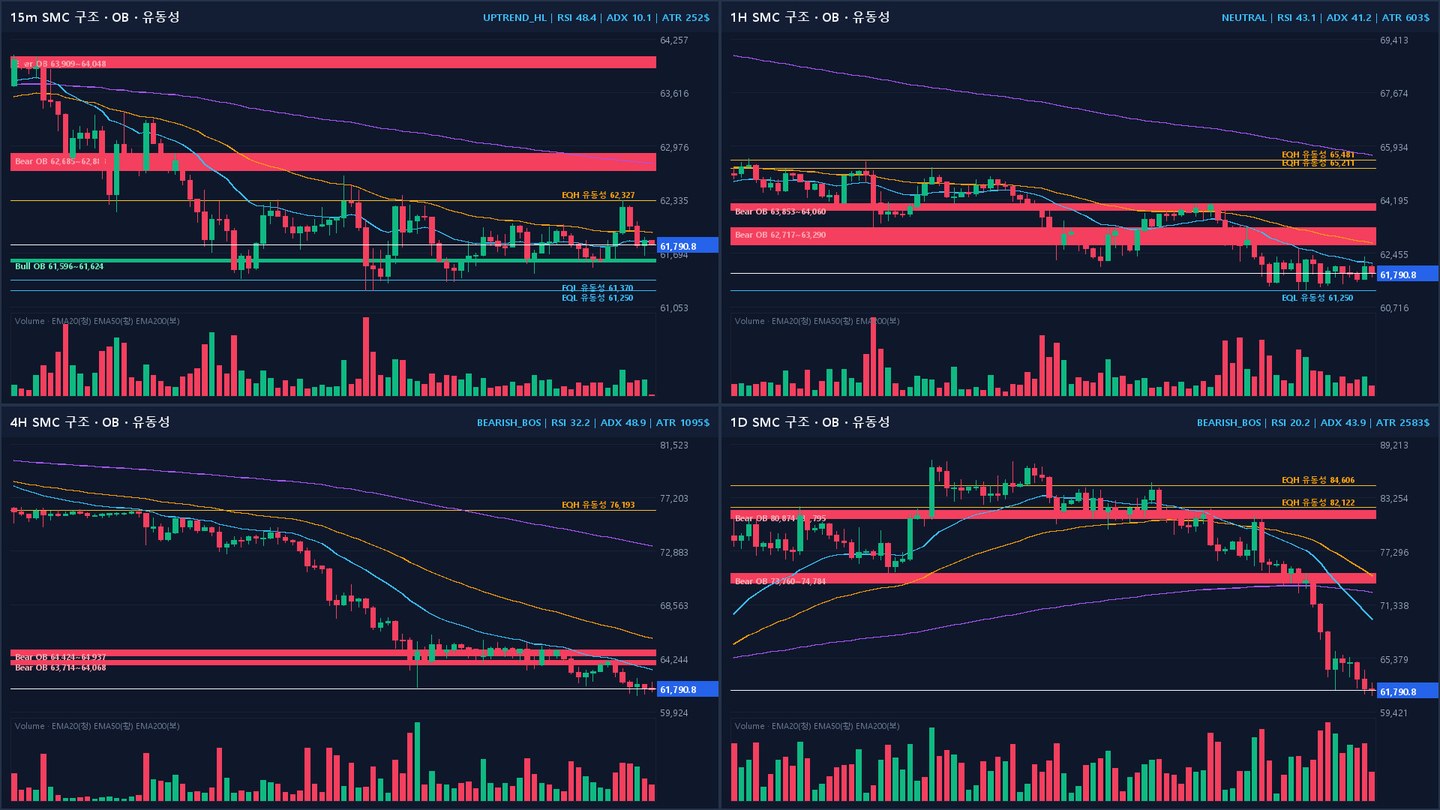 15m SMC 구조 · OB · 유동성
UPTREND_HL | RSI 48.4 | ADX 10.1 | ATR 252$
64,257
Bear OB 63,909~64,048
63,616
62,976
EQH 유동성 62,327
62,335
61,790.8
61,694
Bull OB 61,596~61,624
EQL 유동성 61,370
EQL 유동성 61,250
61,053
Volume · EMA20(청) EMA50(황) EMA200(보)
1H SMC 구조 · OB · 유동성
NEUTRAL | RSI 43.1 | ADX 41.2 | ATR 603$
69,413
67,674
65,934
EQH 유동성 65,481
EQH 유동성 65,211
64,195
Bear OB 63,853~64,060
Bear OB 62,717~63,290
62,455
61,790.8
EQL 유동성 61,250
60,716
Volume · EMA20(청) EMA50(황) EMA200(보)
4H SMC 구조 · OB · 유동성
BEARISH_BOS | RSI 32.2 | ADX 48.9 | ATR 1095$
81,523
77,203
EQH 유동성 76,193
72,883
68,563
Bear OB 64,424~64,937
64,244
Bear OB 63,714~64,068
61,790.8
59,924
Volume · EMA20(청) EMA50(황) EMA200(보)
1D SMC 구조 · OB · 유동성
BEARISH_BOS | RSI 20.2 | ADX 43.9 | ATR 2583$
89,213
EQH 유동성 84,606
83,254
EQH 유동성 82,122
77,296
Bear OB 73,760~74,784
71,338
65,379
61,790.8
59,421
Volume · EMA20(청) EMA50(황) EMA200(보)